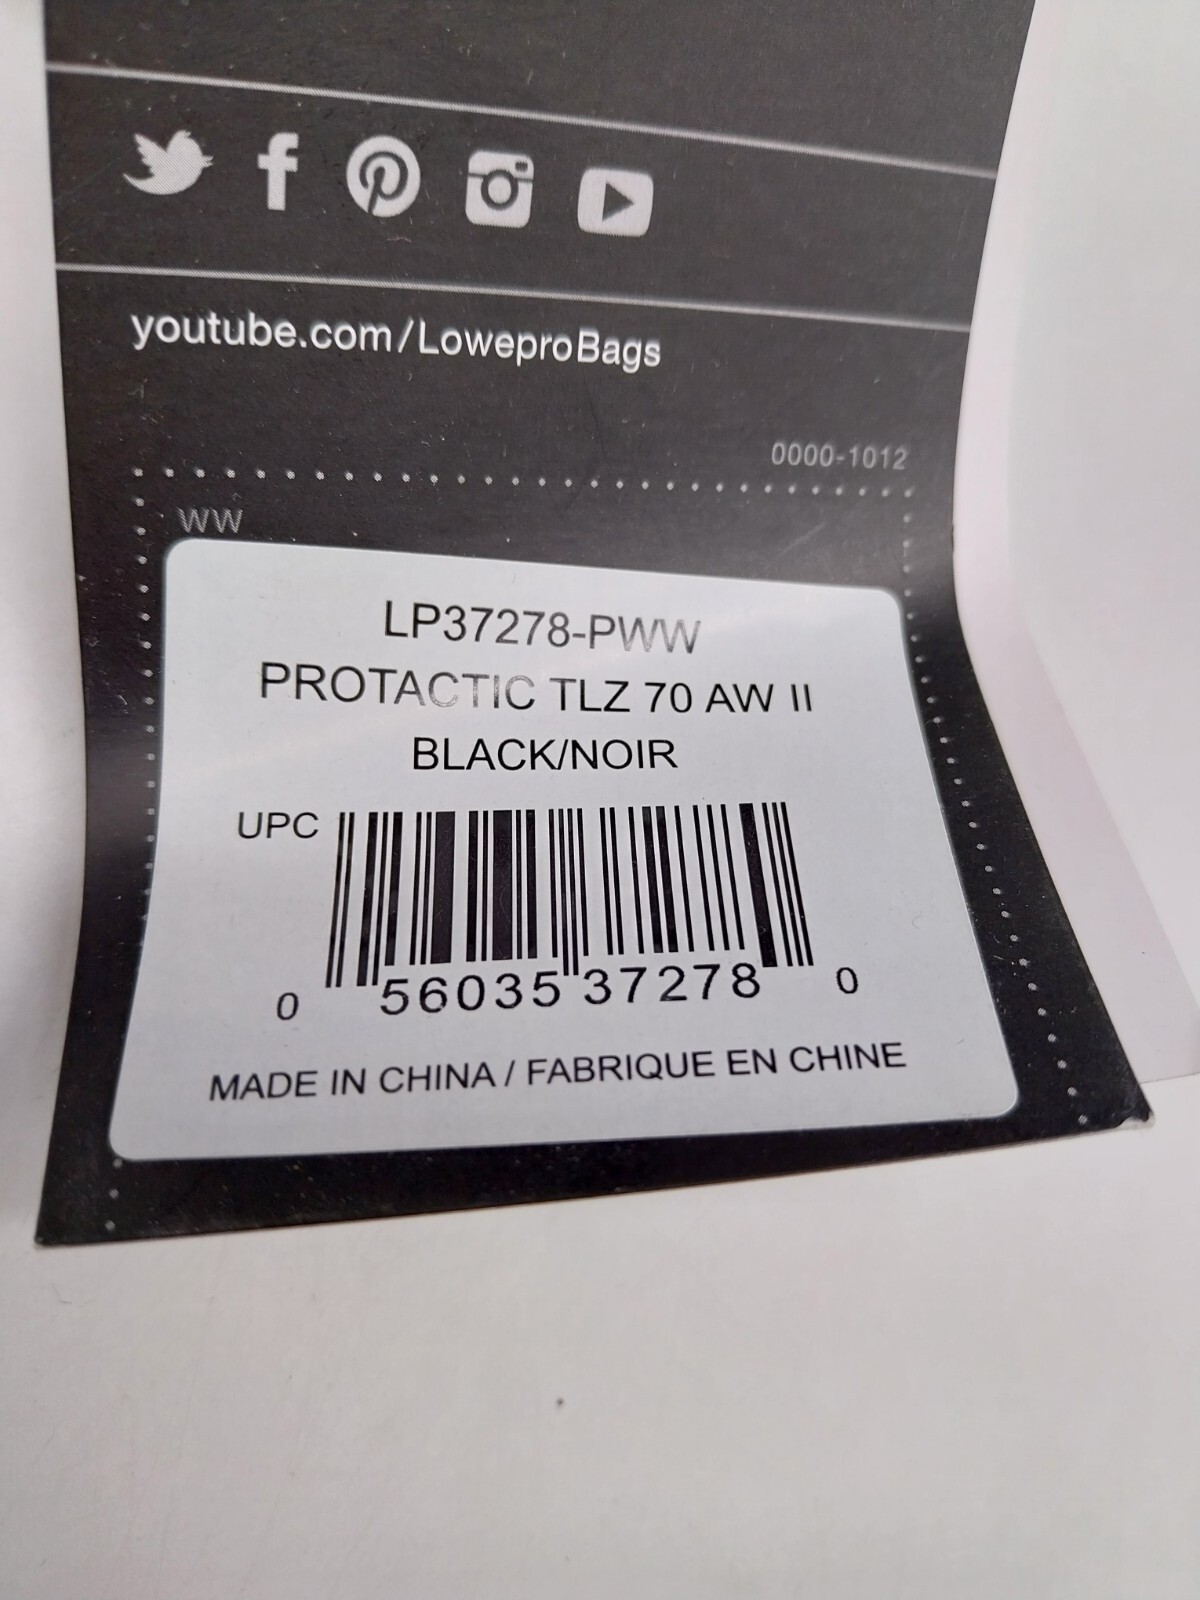 youtube.com/LoweproBags
0000-1012
WW
LP37278-PWW
PROTACTIC TLZ 70 AW II
BLACK/NOIR
UPC
0 56035 37278 0
MADE IN CHINA / FABRIQUE EN CHINE